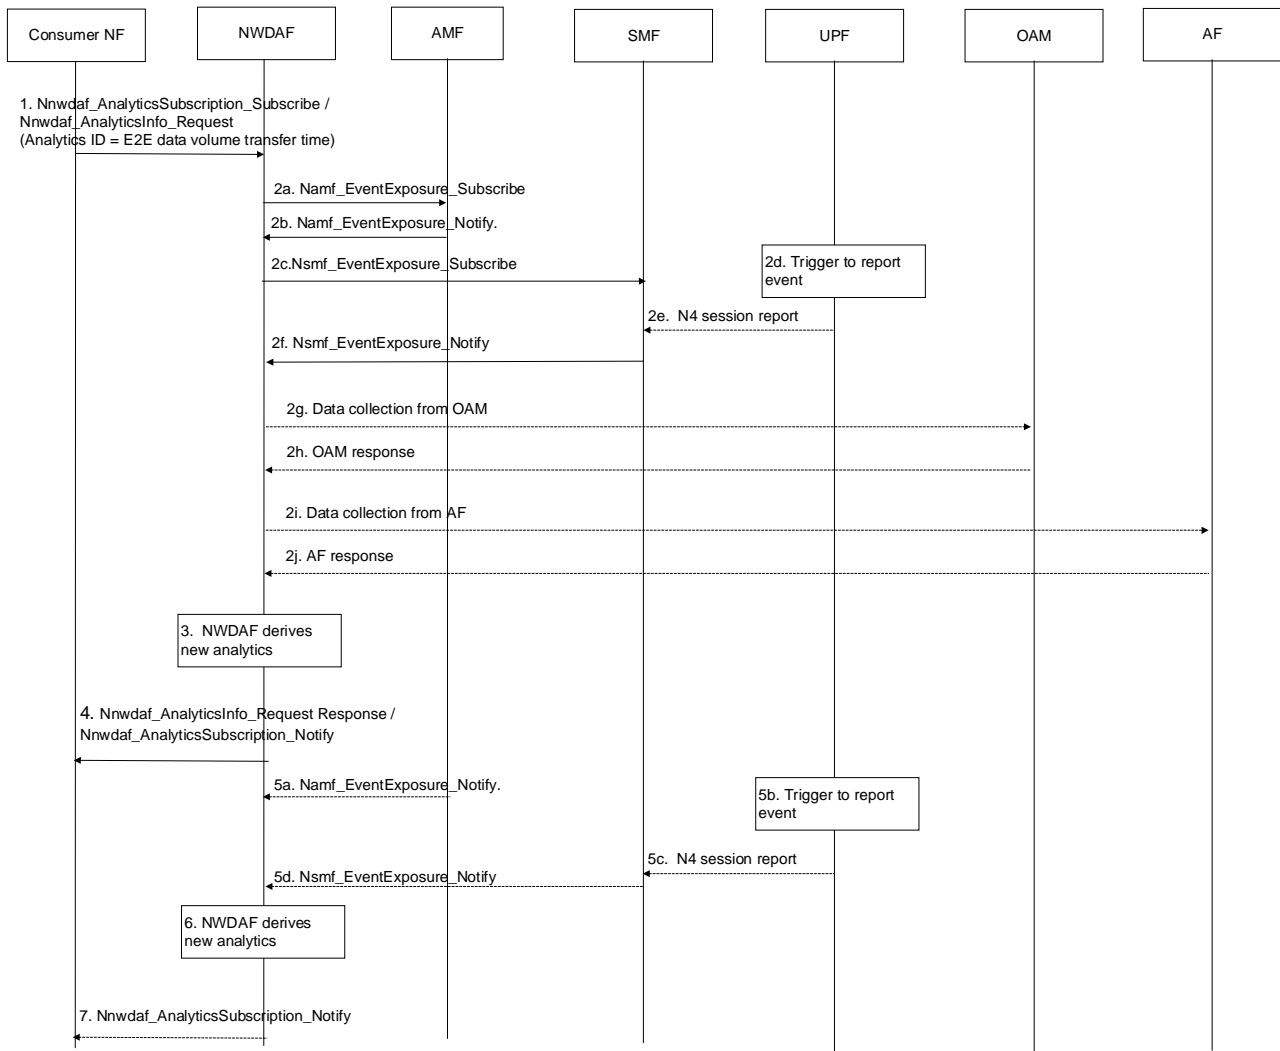 Consumer NF
NWDAF
AMF
SMF
UPF
OAM
AF
1. Nnwdaf_AnalyticsSubscription_Subscribe /
Nnwdaf_AnalyticsInfo_Request
(Analytics ID = E2E data volume transfer time)
2a. Namf_EventExposure_Subscribe
2b. Namf_EventExposure_Notify.
2c.Nsmf_EventExposure_Subscribe
2d. Trigger to report
event
2e. N4 session report
2f. Nsmf_EventExposure_Notify
2g. Data collection from OAM
2h. OAM response
2i. Data collection from AF
2j. AF response
3. NWDAF derives
new analytics
4. Nnwdaf_AnalyticsInfo_Request Response /
Nnwdaf_AnalyticsSubscription_Notify
5a. Namf_EventExposure_Notify.
5b. Trigger to report
event
5c. N4 session report
5d. Nsmf_EventExposure_Notify
6. NWDAF derives
new analytics
7. Nnwdaf_AnalyticsSubscription_Notify